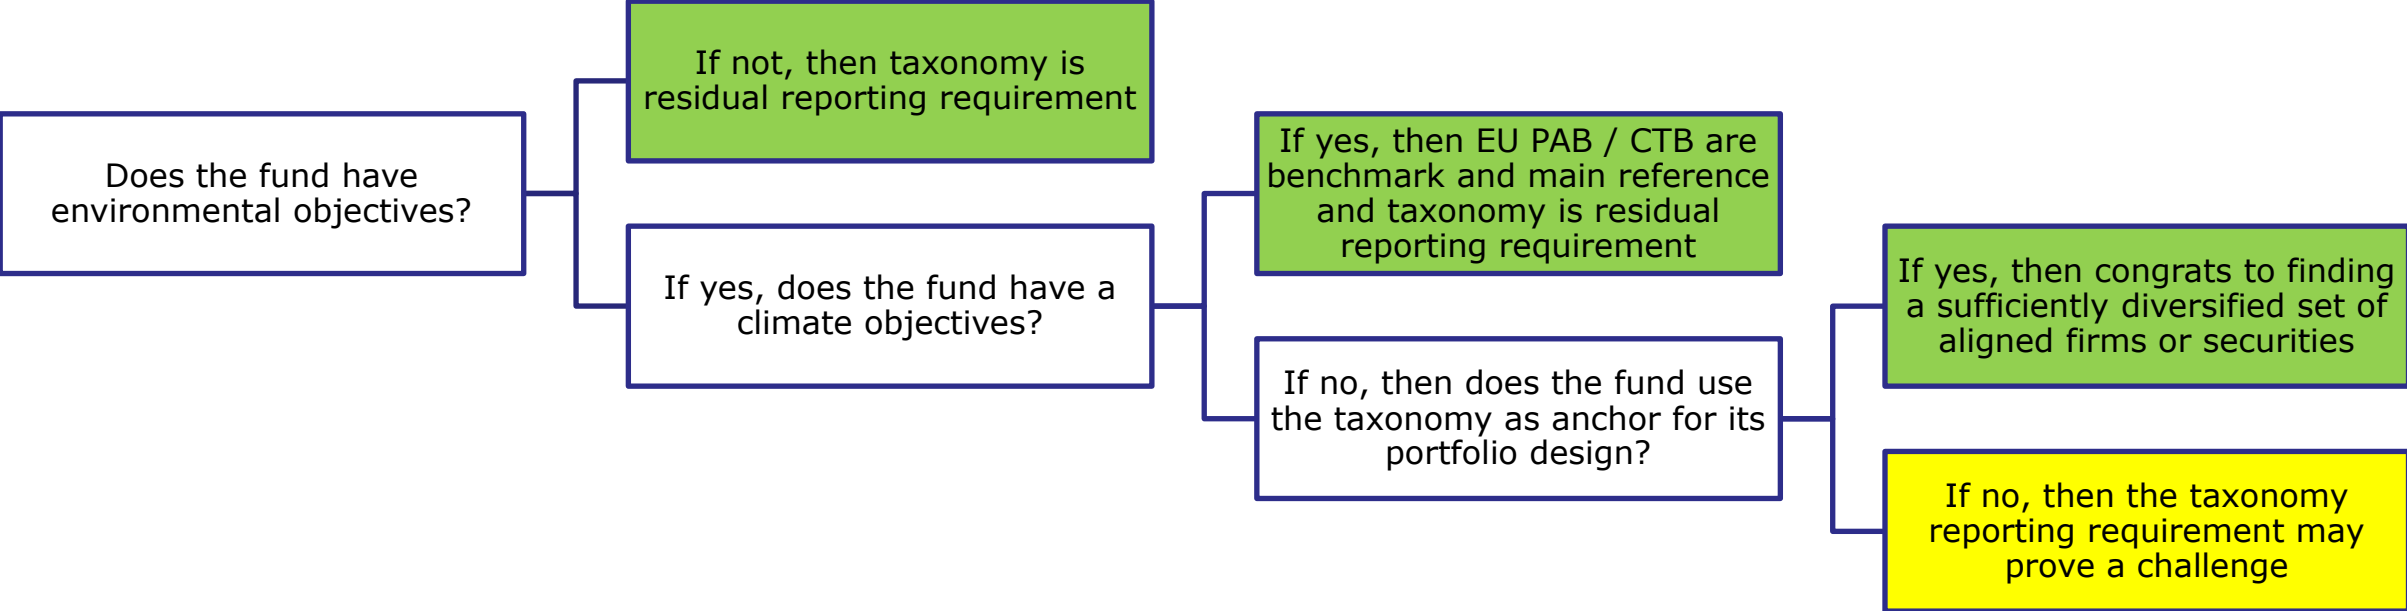 Does the fund have
environmental objectives?
If not, then taxonomy is
residual reporting requirement
If yes, does the fund have a
climate objectives?
If yes, then EU PAB / CTB are
benchmark and main reference
and taxonomy is residual
reporting requirement
If no, then does the fund use
the taxonomy as anchor for its
portfolio design?
If yes, then congrats to finding
a sufficiently diversified set of
aligned firms or securities
If no, then the taxonomy
reporting requirement may
prove a challenge